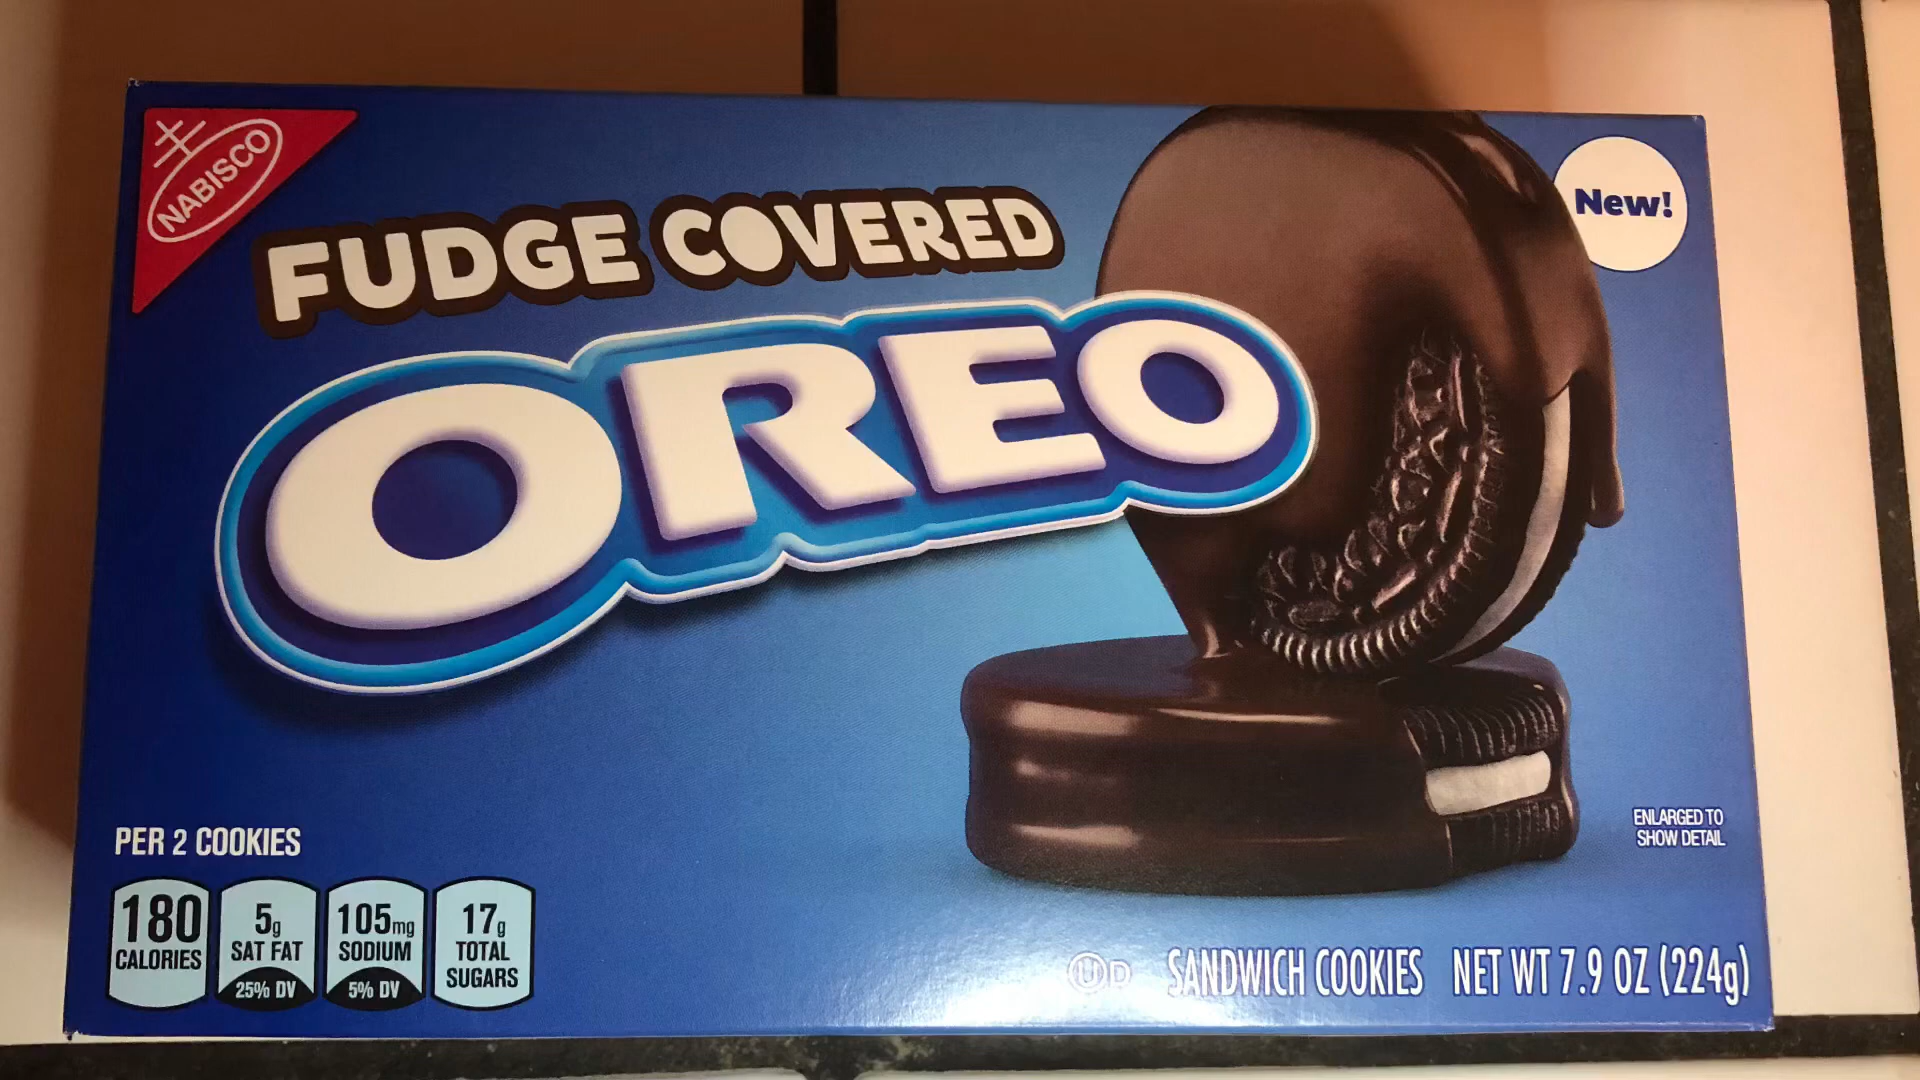 NABISCO
FUDGE COVERED
OREO
New!
ENLARGED TO
SHOW DETAIL
PER 2 COOKIES
180
CALORIES
5g
SAT FAT
25% DV
105mg
SODIUM
5% DV
17g
TOTAL
SUGARS
U D SANDWICH COOKIES NET WT 7.9 OZ (224g)